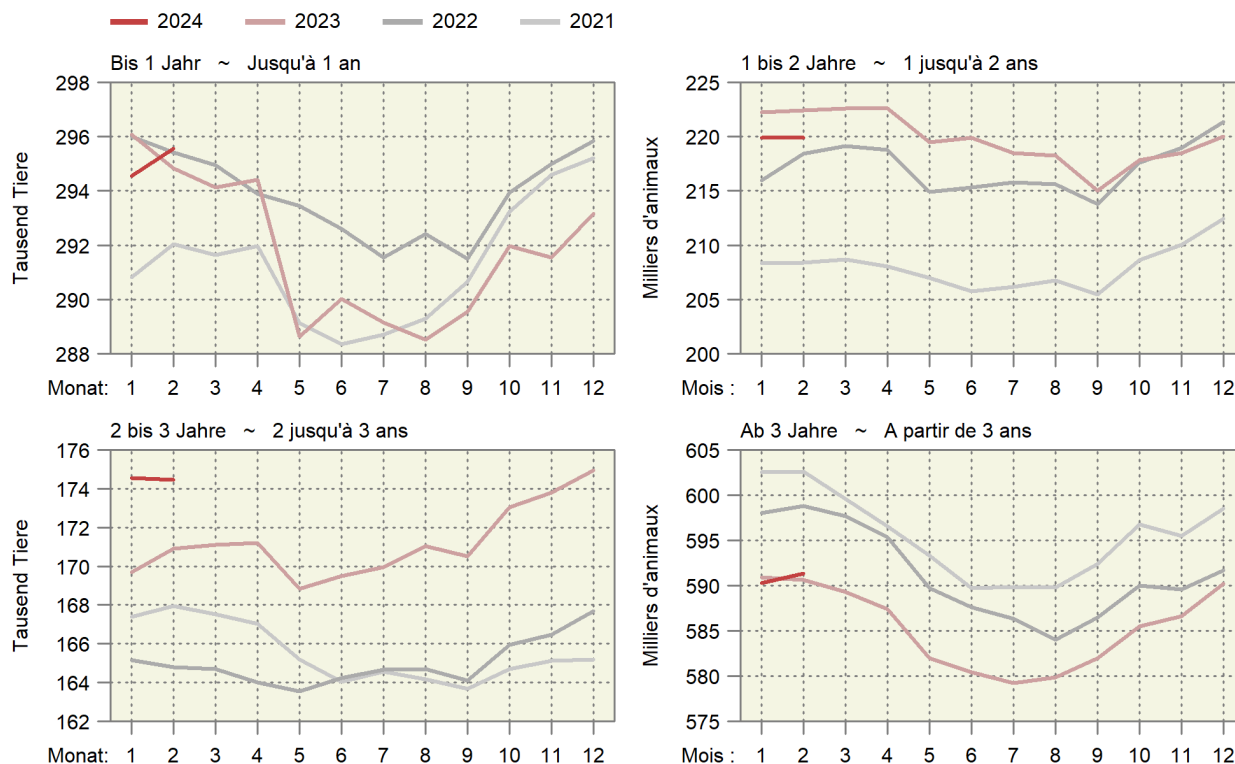 2024 2023 2022 2021
Bis 1 Jahr ~ Jusqu'à 1 an
Tausend Tiere
298
296
294
292
290
288
Monat: 1 2 3 4 5 6 7 8 9 10 11 12
1 bis 2 Jahre ~ 1 jusqu'à 2 ans
Milliers d'animaux
225
220
215
210
205
200
Mois : 1 2 3 4 5 6 7 8 9 10 11 12
2 bis 3 Jahre ~ 2 jusqu'à 3 ans
Tausend Tiere
176
174
172
170
168
166
164
162
Monat: 1 2 3 4 5 6 7 8 9 10 11 12
Ab 3 Jahre ~ A partir de 3 ans
Milliers d'animaux
605
600
595
590
585
580
575
Mois : 1 2 3 4 5 6 7 8 9 10 11 12